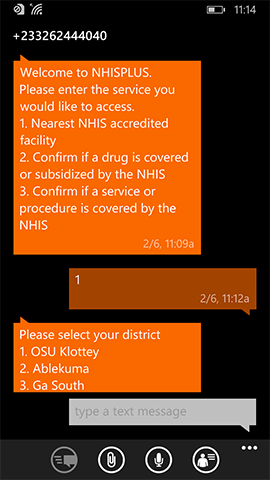 11:14
+233262444040
Welcome to NHISPLUS.
Please enter the service you
would like to access.
1. Nearest NHIS accredited
facility
2. Confirm if a drug is covered
or subsidized by the NHIS
3. Confirm if a service or
procedure is covered by the
NHIS
2/6, 11:09a
1
2/6, 11:12a
Please select your district
1. OSU Klottey
2. Ablekuma
3. Ga South
type a text message